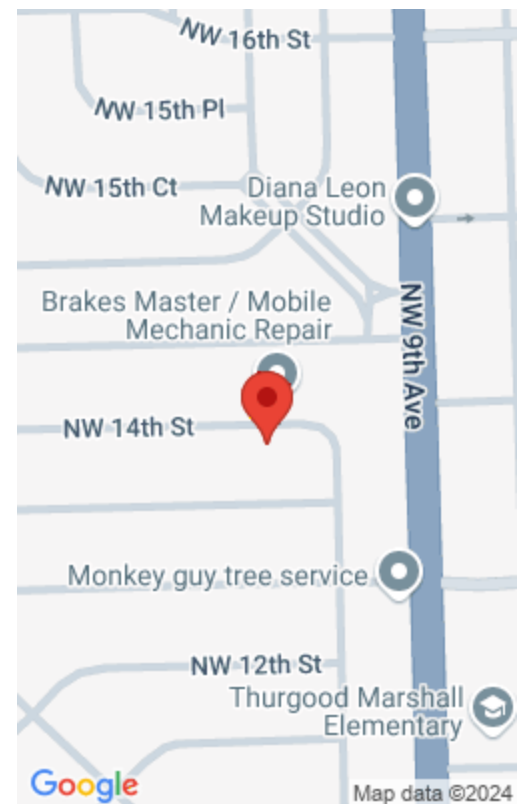 NW 16th St
NW 15th Pl
NW 15th Ct
Diana Leon
Makeup Studio
Brakes Master / Mobile
Mechanic Repair
NW 9th Ave
NW 14th St
Monkey guy tree service
NW 12th St
Thurgood Marshall
Elementary
Google
Map data ©2024